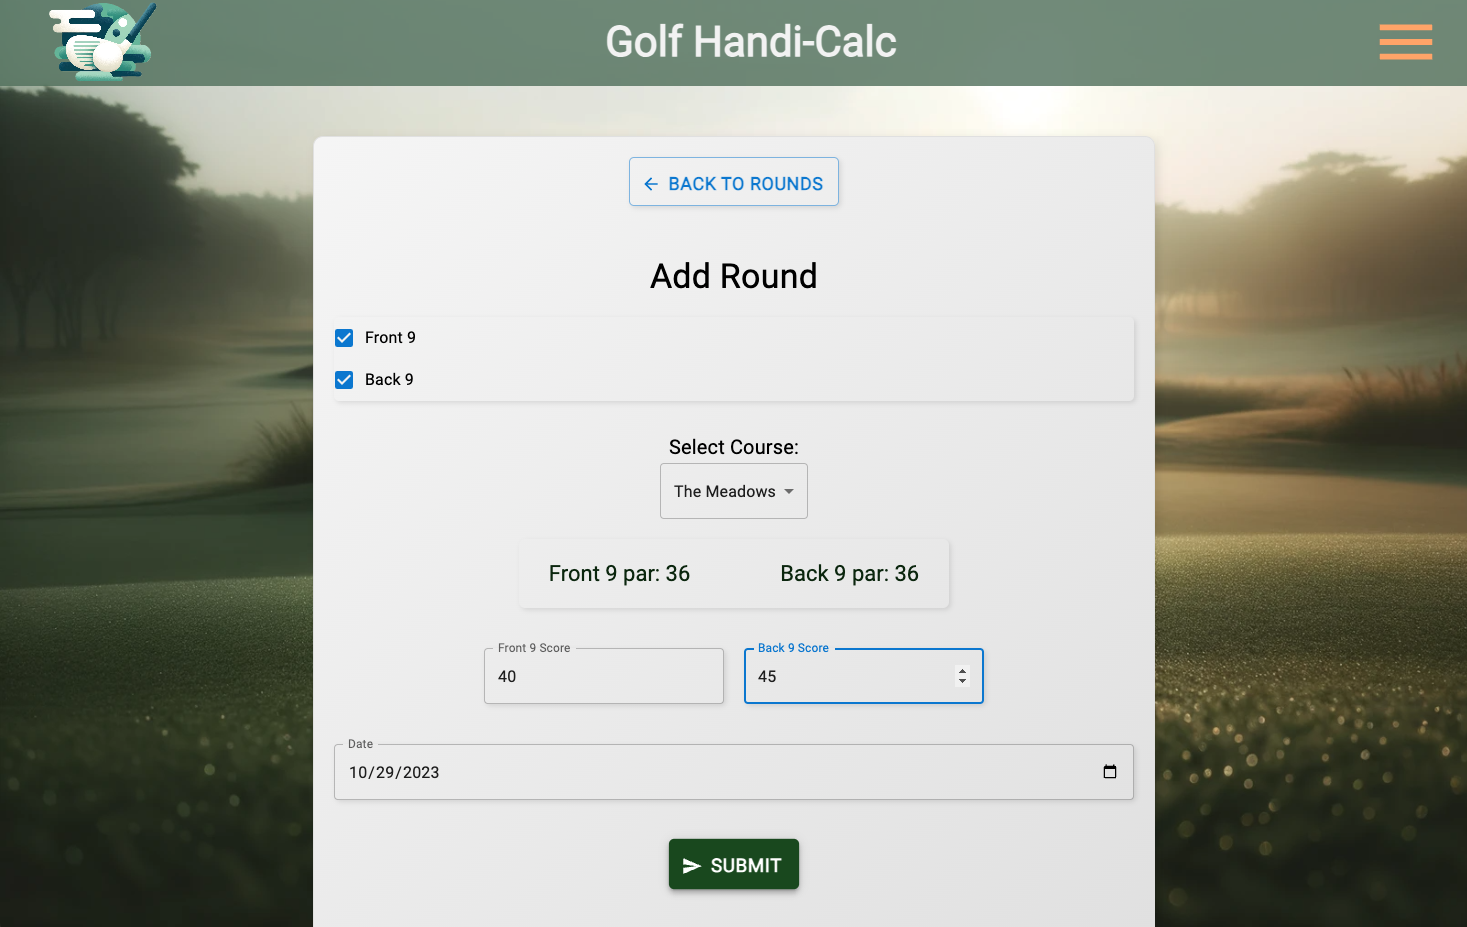 Golf Handi-Calc
BACK TO ROUNDS
Add Round
Front 9
Back 9
Select Course:
The Meadows
Front 9 par: 36 Back 9 par: 36
Front 9 Score Back 9 Score
40 45
Date
10/29/2023
SUBMIT